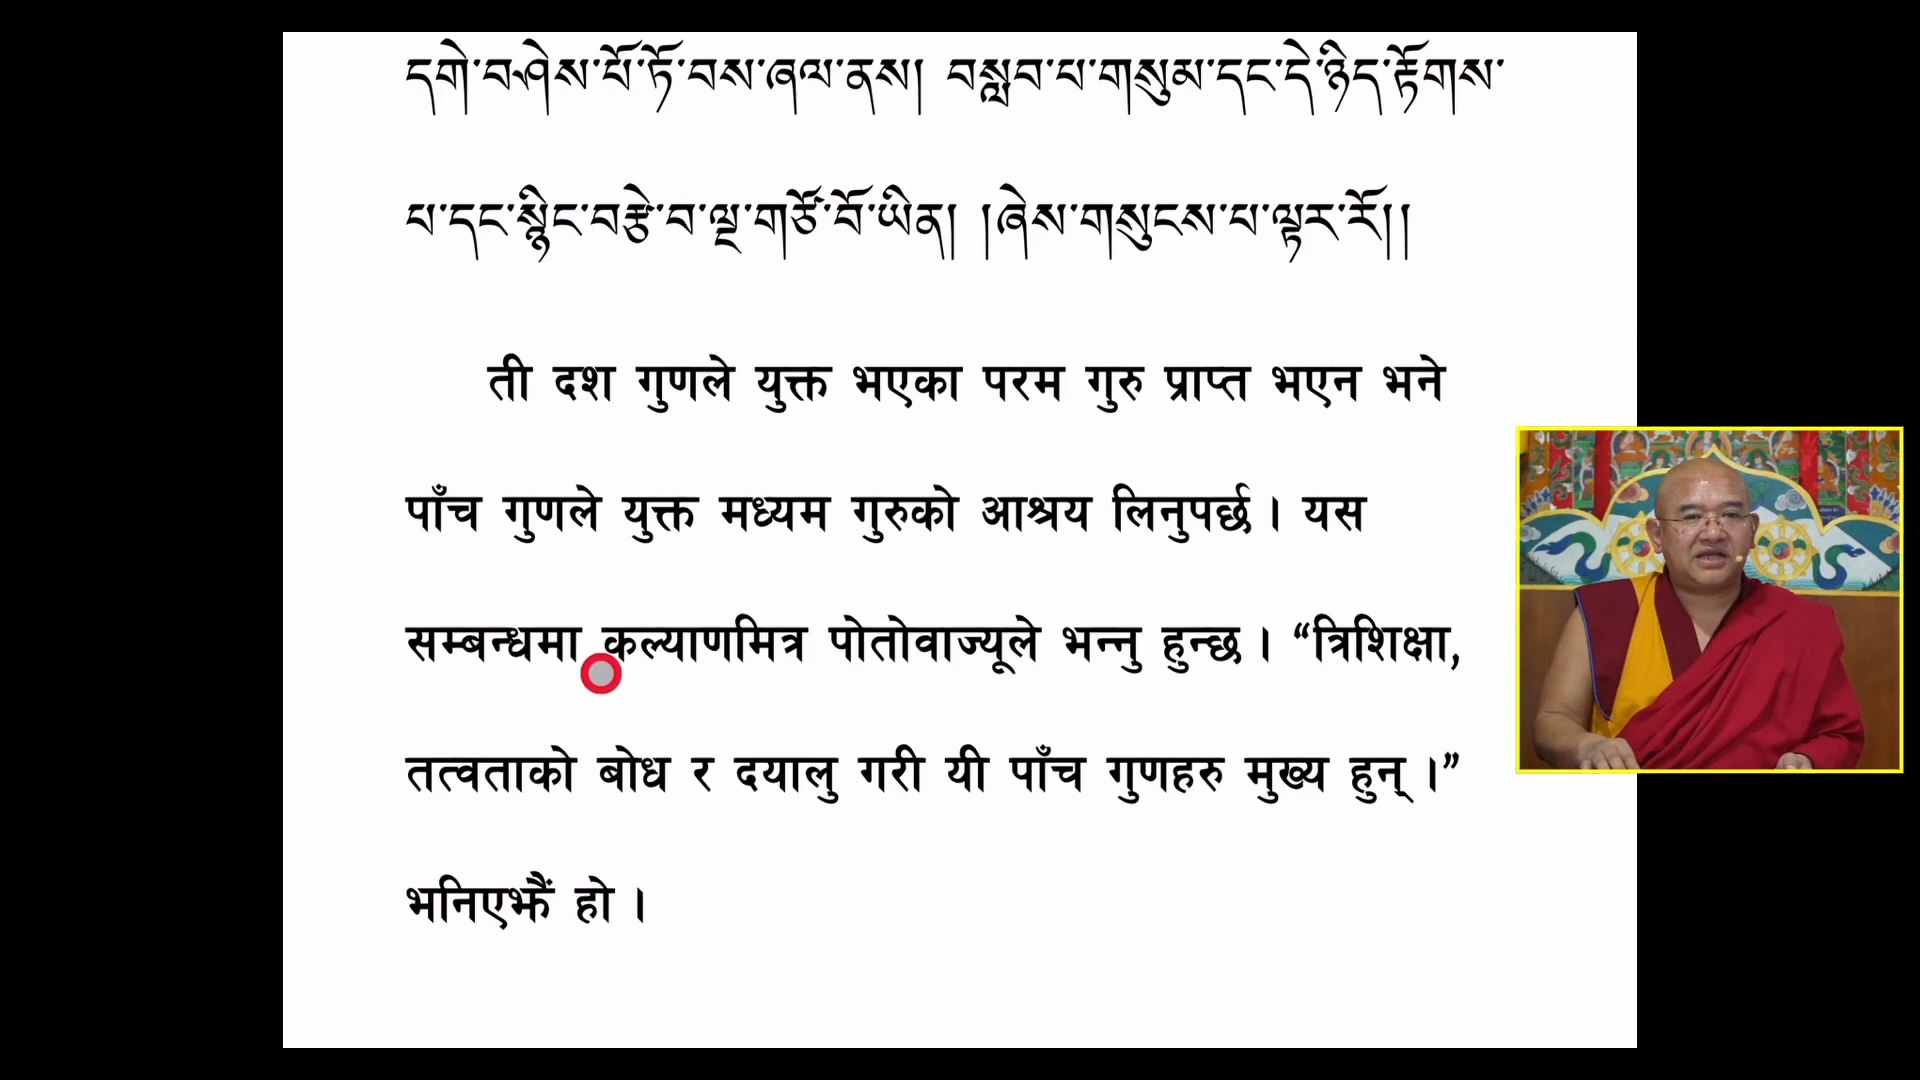 དགེ་བཤེས་པོ་ཏོ་བས་ཞལ་ནས། བསླབ་པ་གསུམ་དང་དེ་ཉིད་རྟོགས་
པ་དང་སྙིང་བརྩེ་བ་ལྔ་གཙོ་བོ་ཡིན། །ཞེས་གསུངས་པ་ལྟར་རོ།།
ती दश गुणले युक्त भएका परम गुरु प्राप्त भएन भने
पाँच गुणले युक्त मध्यम गुरुको आश्रय लिनुपर्छ । यस
सम्बन्धमा कल्याणमित्र पोतोवाज्यूले भन्नु हुन्छ । “त्रिशिक्षा,
तत्वताको बोध र दयालु गरी यी पाँच गुणहरु मुख्य हुन् ।”
भनिएझैं हो ।